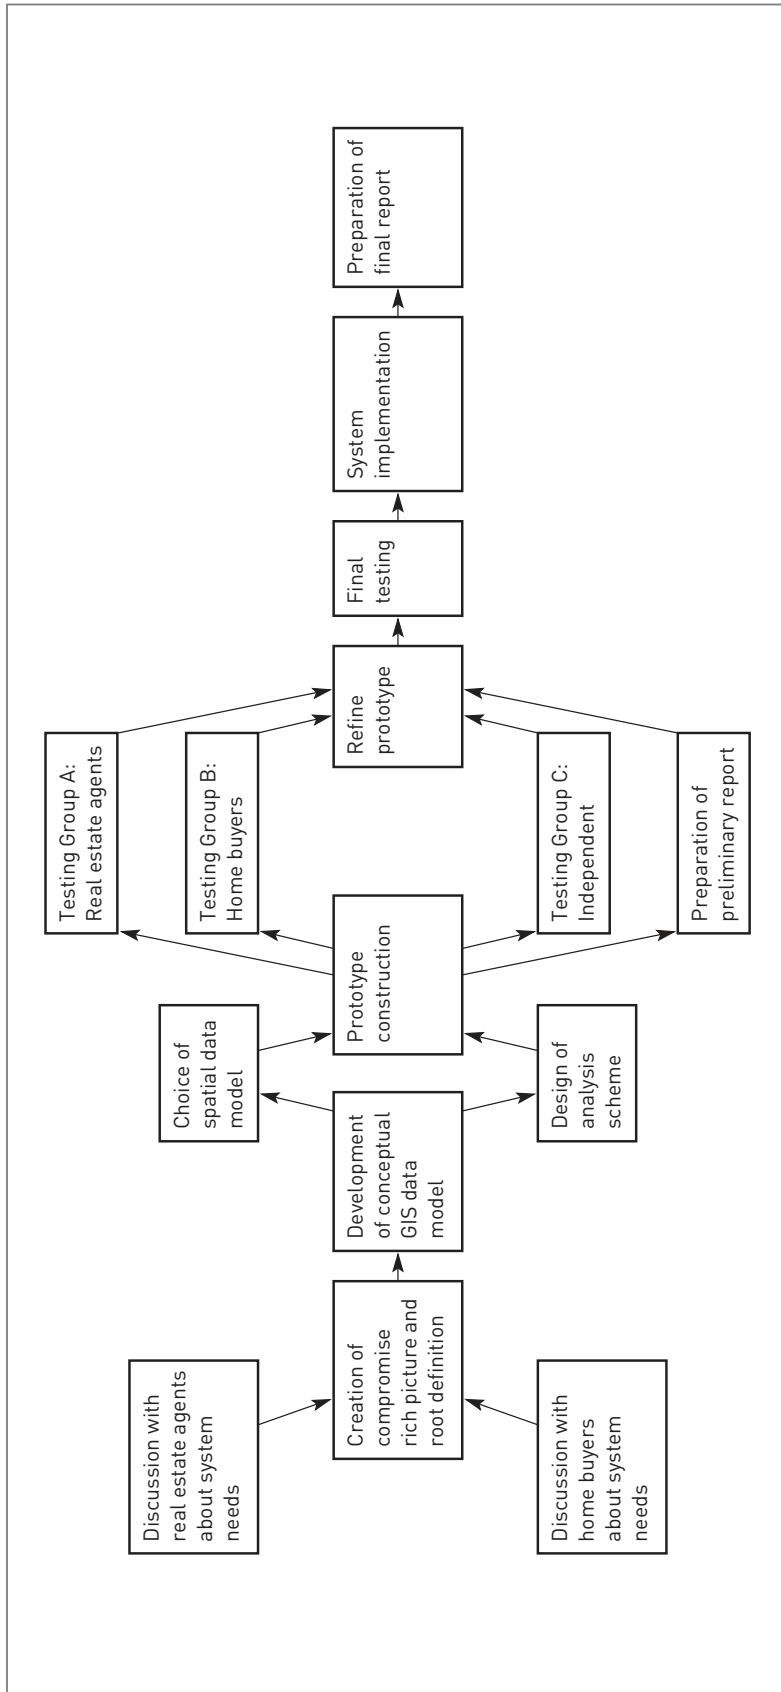 Discussion with
real estate agents
about system
needs
Discussion with
home buyers
about system
needs
Creation of
compromise
rich picture and
root definition
Development
of conceptual
GIS data
model
Choice of
spatial data
model
Design of
analysis
scheme
Prototype
construction
Testing Group A:
Real estate agents
Testing Group B:
Home buyers
Testing Group C:
Independent
Preparation of
preliminary report
Refine
prototype
Final
testing
System
implementation
Preparation of
final report